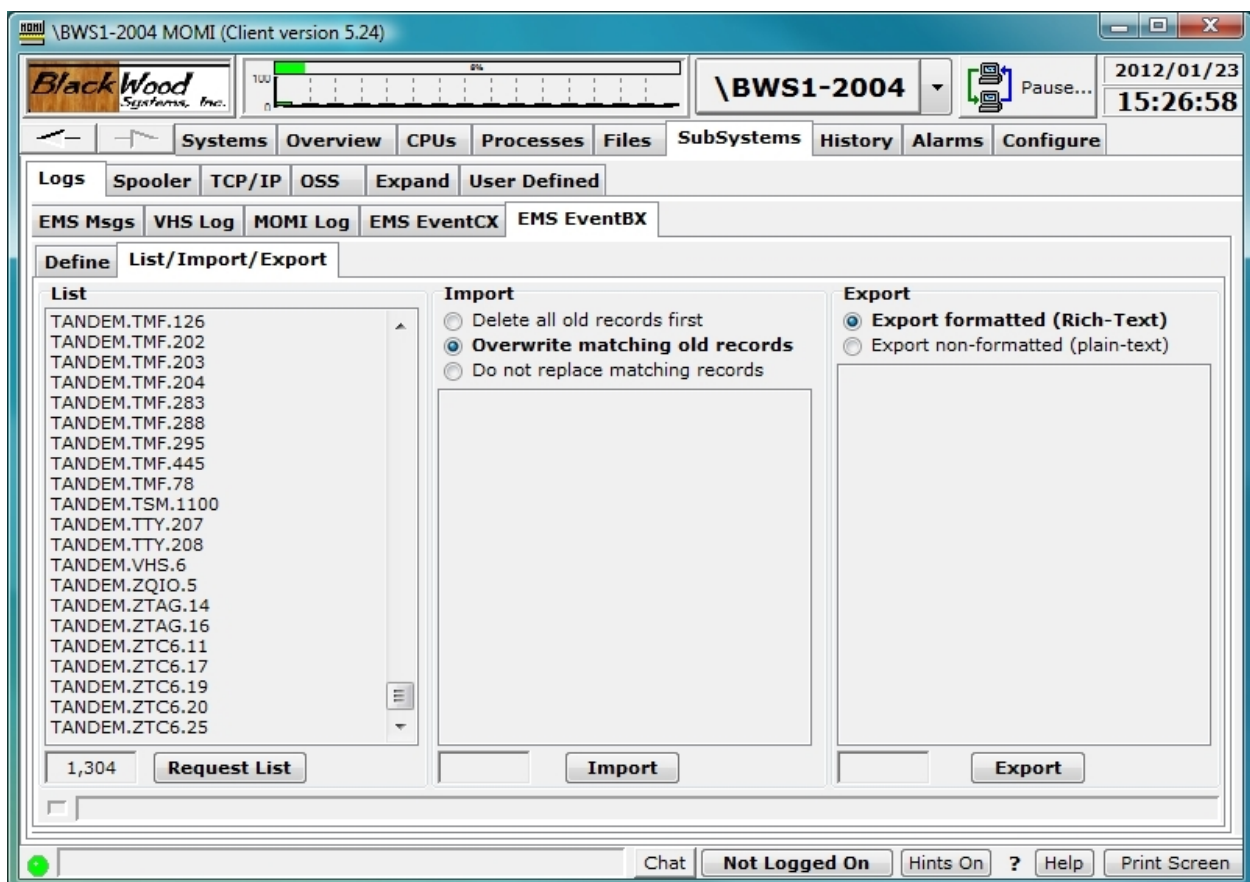 MOMI \BWS1-2004 MOMI (Client version 5.24)
BlackWood Systems, Inc.
100
0
8%
\BWS1-2004
Pause...
2012/01/23
15:26:58
Systems Overview CPUs Processes Files SubSystems History Alarms Configure
Logs Spooler TCP/IP OSS Expand User Defined
EMS Msgs VHS Log MOMI Log EMS EventCX EMS EventBX
Define List/Import/Export
List
TANDEM.TMF.126
TANDEM.TMF.202
TANDEM.TMF.203
TANDEM.TMF.204
TANDEM.TMF.283
TANDEM.TMF.288
TANDEM.TMF.295
TANDEM.TMF.445
TANDEM.TMF.78
TANDEM.TSM.1100
TANDEM.TTY.207
TANDEM.TTY.208
TANDEM.VHS.6
TANDEM.ZQIO.5
TANDEM.ZTAG.14
TANDEM.ZTAG.16
TANDEM.ZTC6.11
TANDEM.ZTC6.17
TANDEM.ZTC6.19
TANDEM.ZTC6.20
TANDEM.ZTC6.25
1,304 Request List
Import
Delete all old records first
Overwrite matching old records
Do not replace matching records
Import
Export
Export formatted (Rich-Text)
Export non-formatted (plain-text)
Export
Chat Not Logged On Hints On ? Help Print Screen